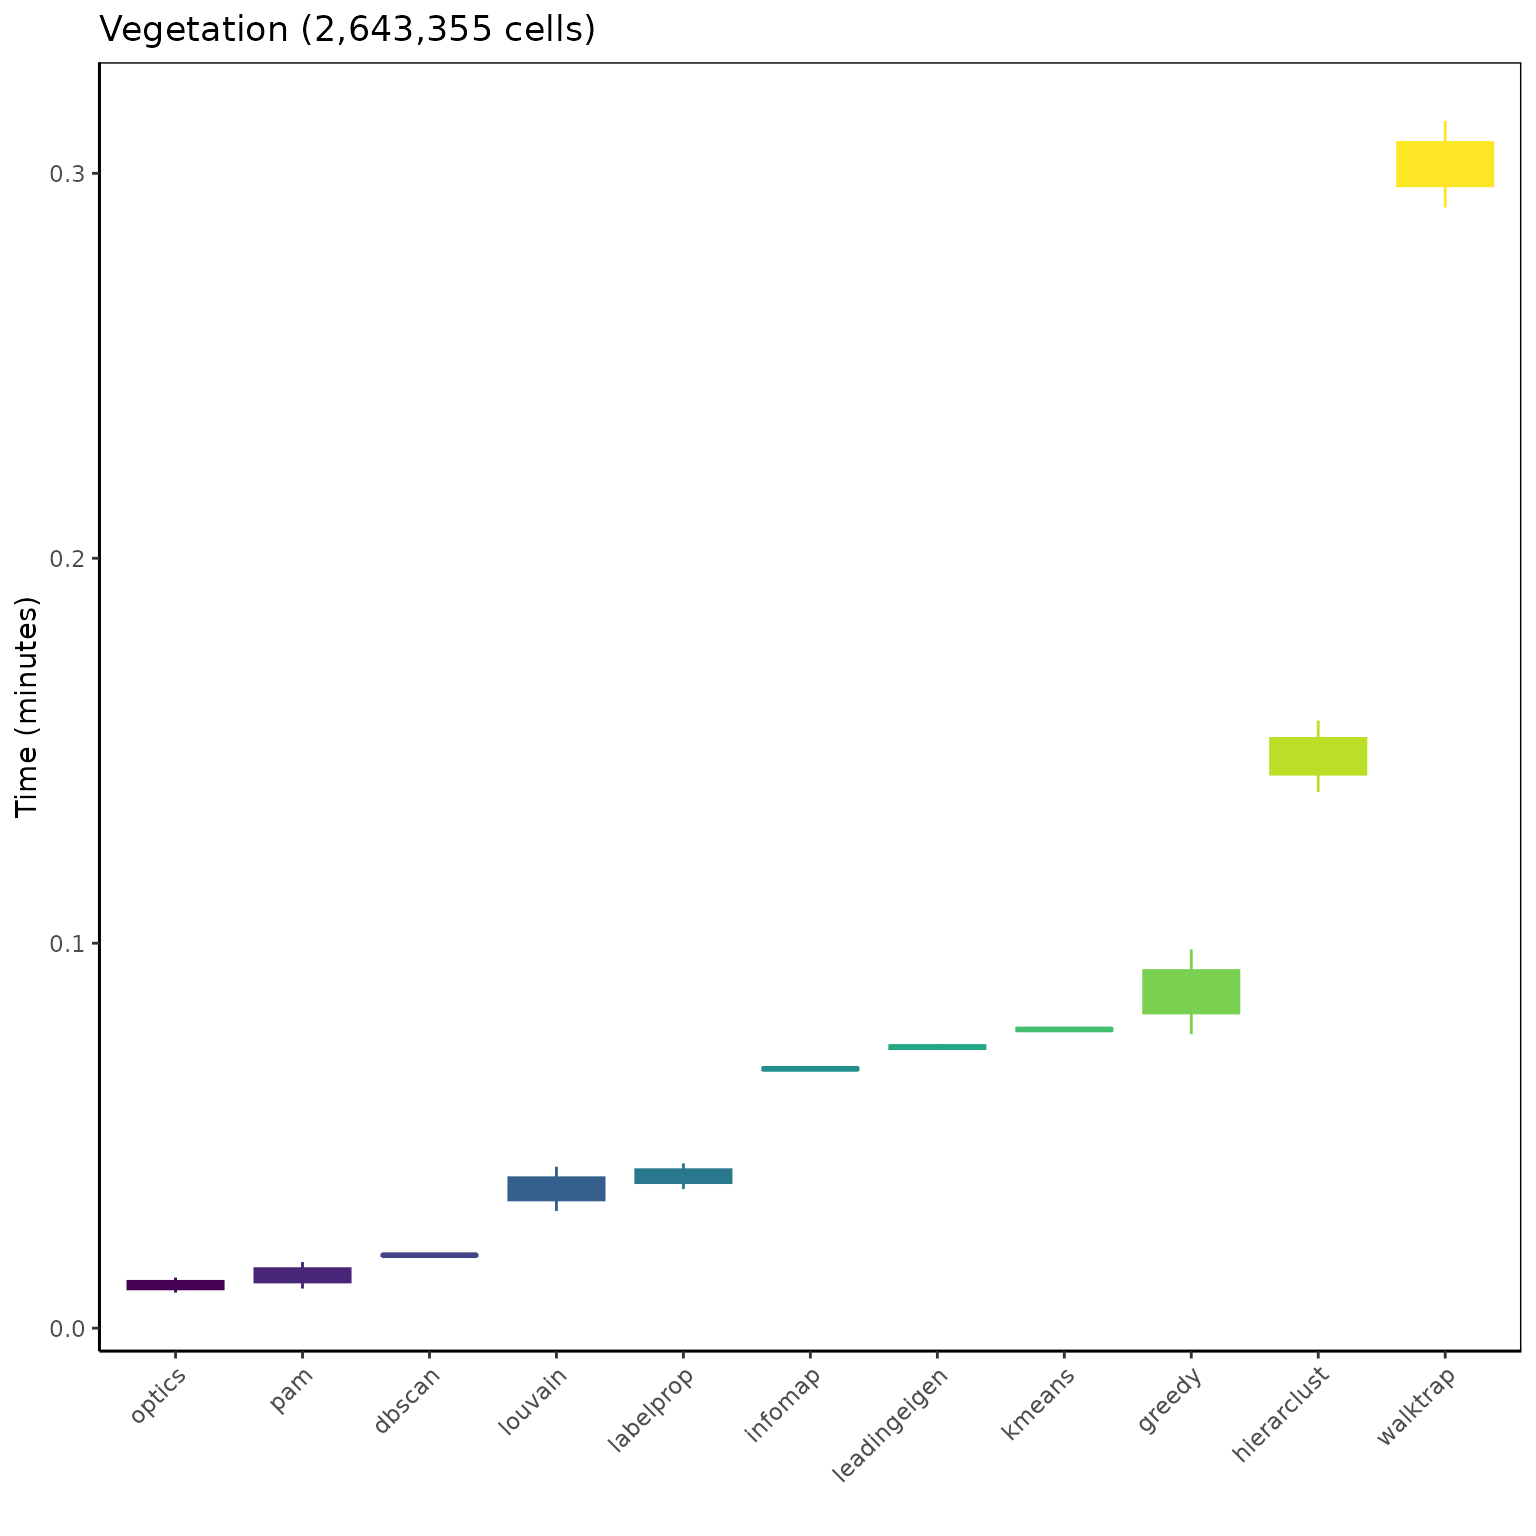 Vegetation (2,643,355 cells)
Time (minutes)
0.3
0.2
0.1
0.0
optics
pam
dbscan
louvain
labelprop
infomap
leadingeigen
kmeans
greedy
hierarclust
walktrap